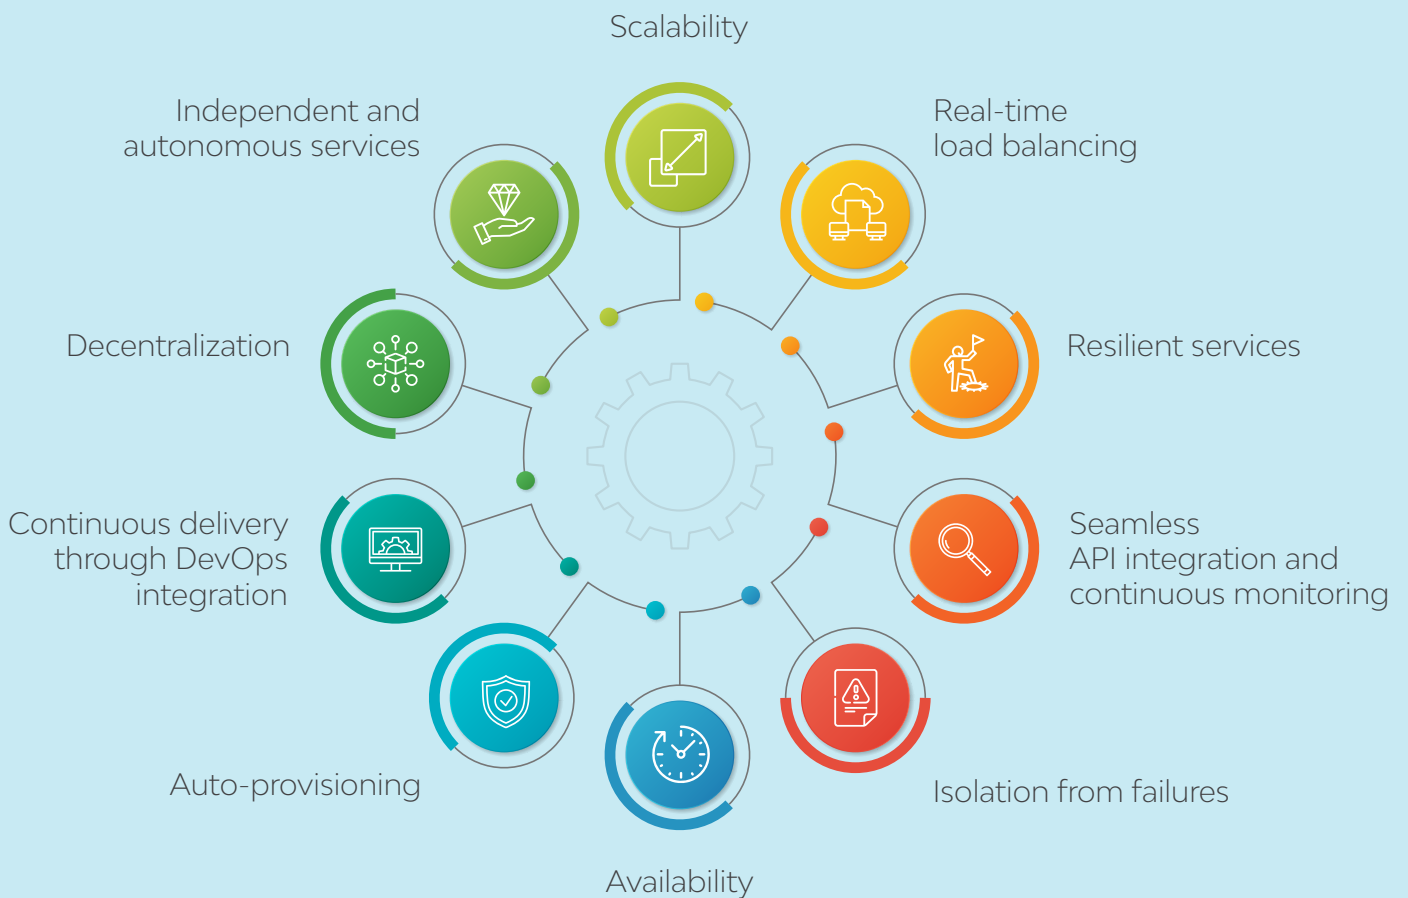 Scalability
Independent and
autonomous services
Real-time
load balancing
Decentralization
Resilient services
Continuous delivery
through DevOps
integration
Seamless
API integration and
continuous monitoring
Auto-provisioning
Isolation from failures
Availability